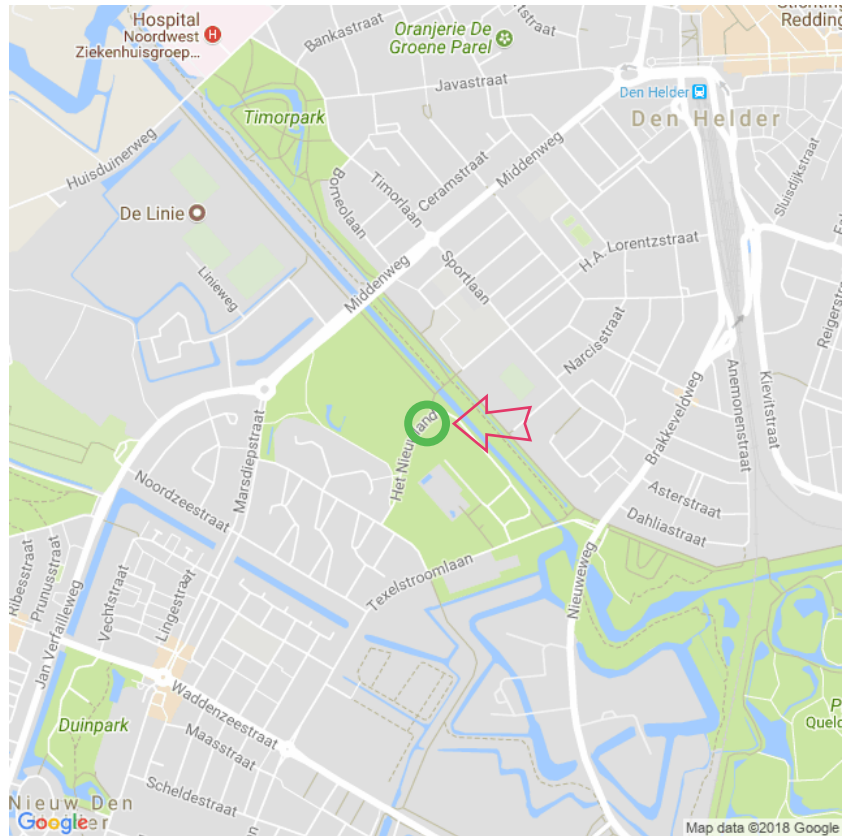 Hospital
Noordwest
Ziekenhuisgroep...
Bankastraat
Oranjerie De
Groene Parel
Redding
Javastraat
Den Helder
Den Helder
Timorpark
Huisduinerweg
Borneolaan
Timorlaan
Ceramstraat
Middenweg
Sluisdijkstraat
De Linie
Linieweg
Middenweg
Sportlaan
H.A. Lorentzstraat
Narcisstraat
Reigerstra
Anemonenstraat
Kievitstraat
Brakkeveldweg
Marsdiepstraat
Het Nieuwland
Noordzeestraat
Asterstraat
Dahliastraat
Texelstroomlaan
Nieuweweg
Ribesstraat
Prunusstraat
Jan Verfailleweg
Vechtstraat
Lingestraat
Waddenzeestraat
Duinpark
Maasstraat
Scheldestraat
Nieuw Den
Google
Map data ©2018 Google